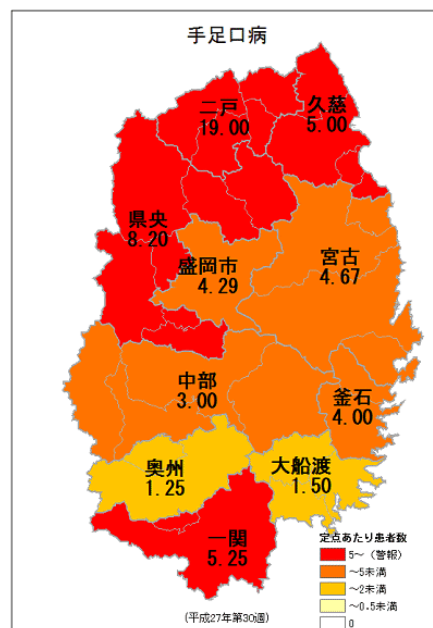 手足口病
二戸
19.00
久慈
5.00
県央
8.20
盛岡市
4.29
宮古
4.67
中部
3.00
釜石
4.00
奥州
1.25
大船渡
1.50
一関
5.25
定点あたり患者数
5～（警報）
～5未満
～2未満
～0.5未満
0
(平成27年第30週)